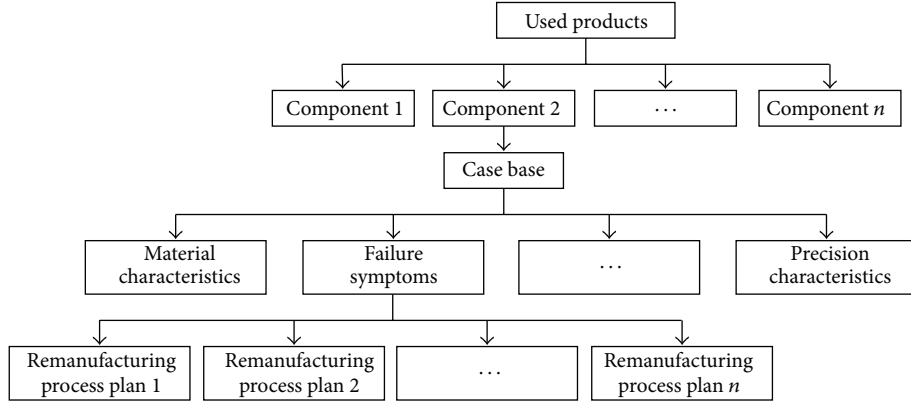 Used products
Component 1
Component 2
···
Component n
Case base
Material
characteristics
Failure
symptoms
···
Precision
characteristics
Remanufacturing
process plan 1
Remanufacturing
process plan 2
···
Remanufacturing
process plan n